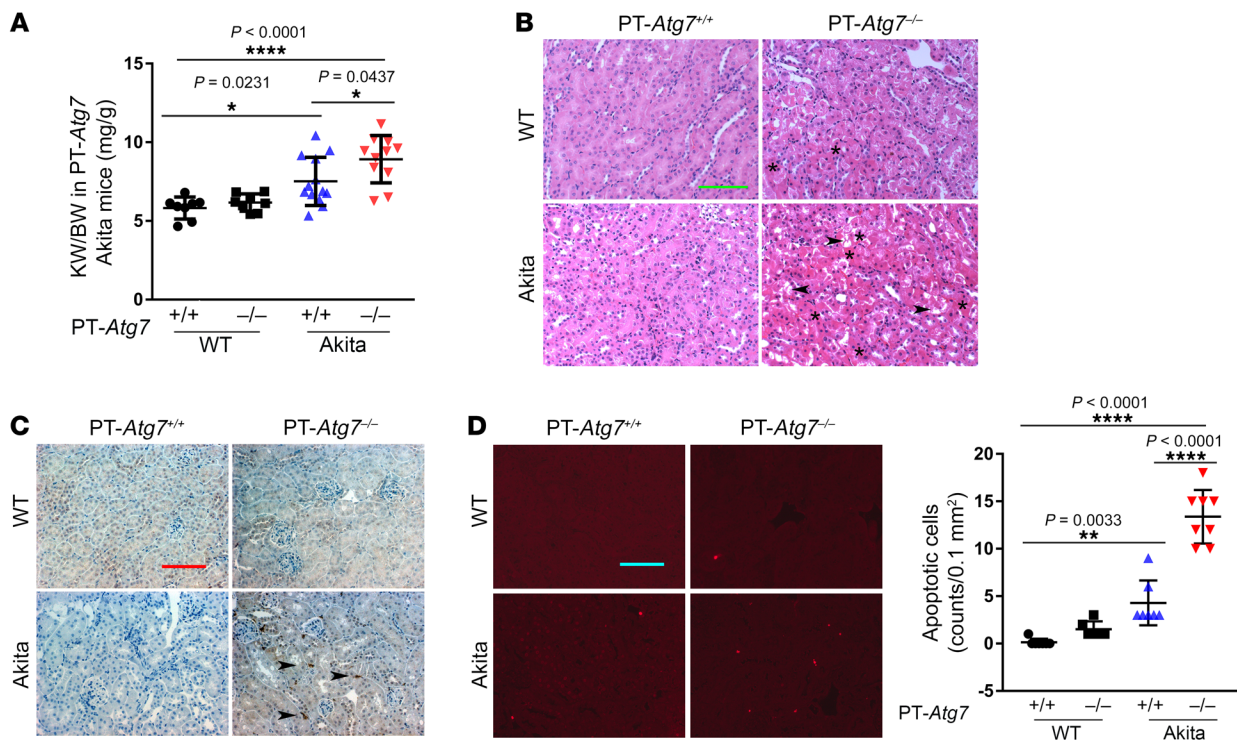 A
P < 0.0001
****
P = 0.0231
P = 0.0437
*
*
15
10
5
0
KW/BW in PT-Atg7
Akita mice (mg/g)
+/+ –/– +/+ –/–
PT-Atg7
WT Akita
B
PT-Atg7+/+ PT-Atg7–/–
WT
* *
Akita
* * * * *
C
PT-Atg7+/+ PT-Atg7–/–
WT
Akita
D
PT-Atg7+/+ PT-Atg7–/–
WT
Akita
P < 0.0001
****
P < 0.0001
****
P = 0.0033
**
20
15
10
5
0
-5
Apoptotic cells
(counts/0.1 mm²)
+/+ –/– +/+ –/–
PT-Atg7
WT Akita